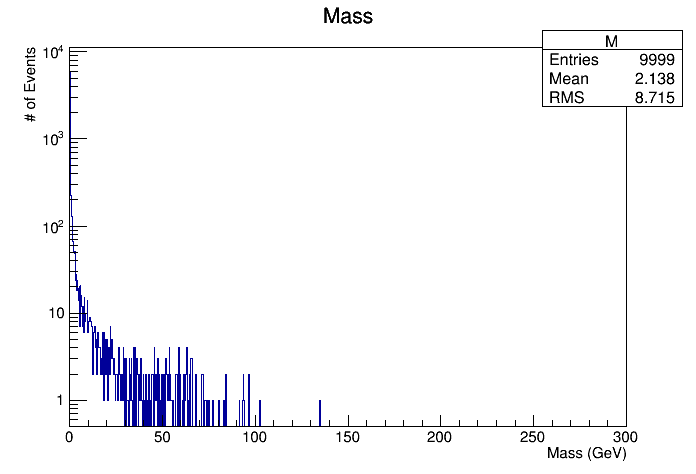 Mass
M
Entries 9999
Mean 2.138
RMS 8.715
# of Events
10^4
10^3
10^2
10
1
0 50 100 150 200 250 300
Mass (GeV)